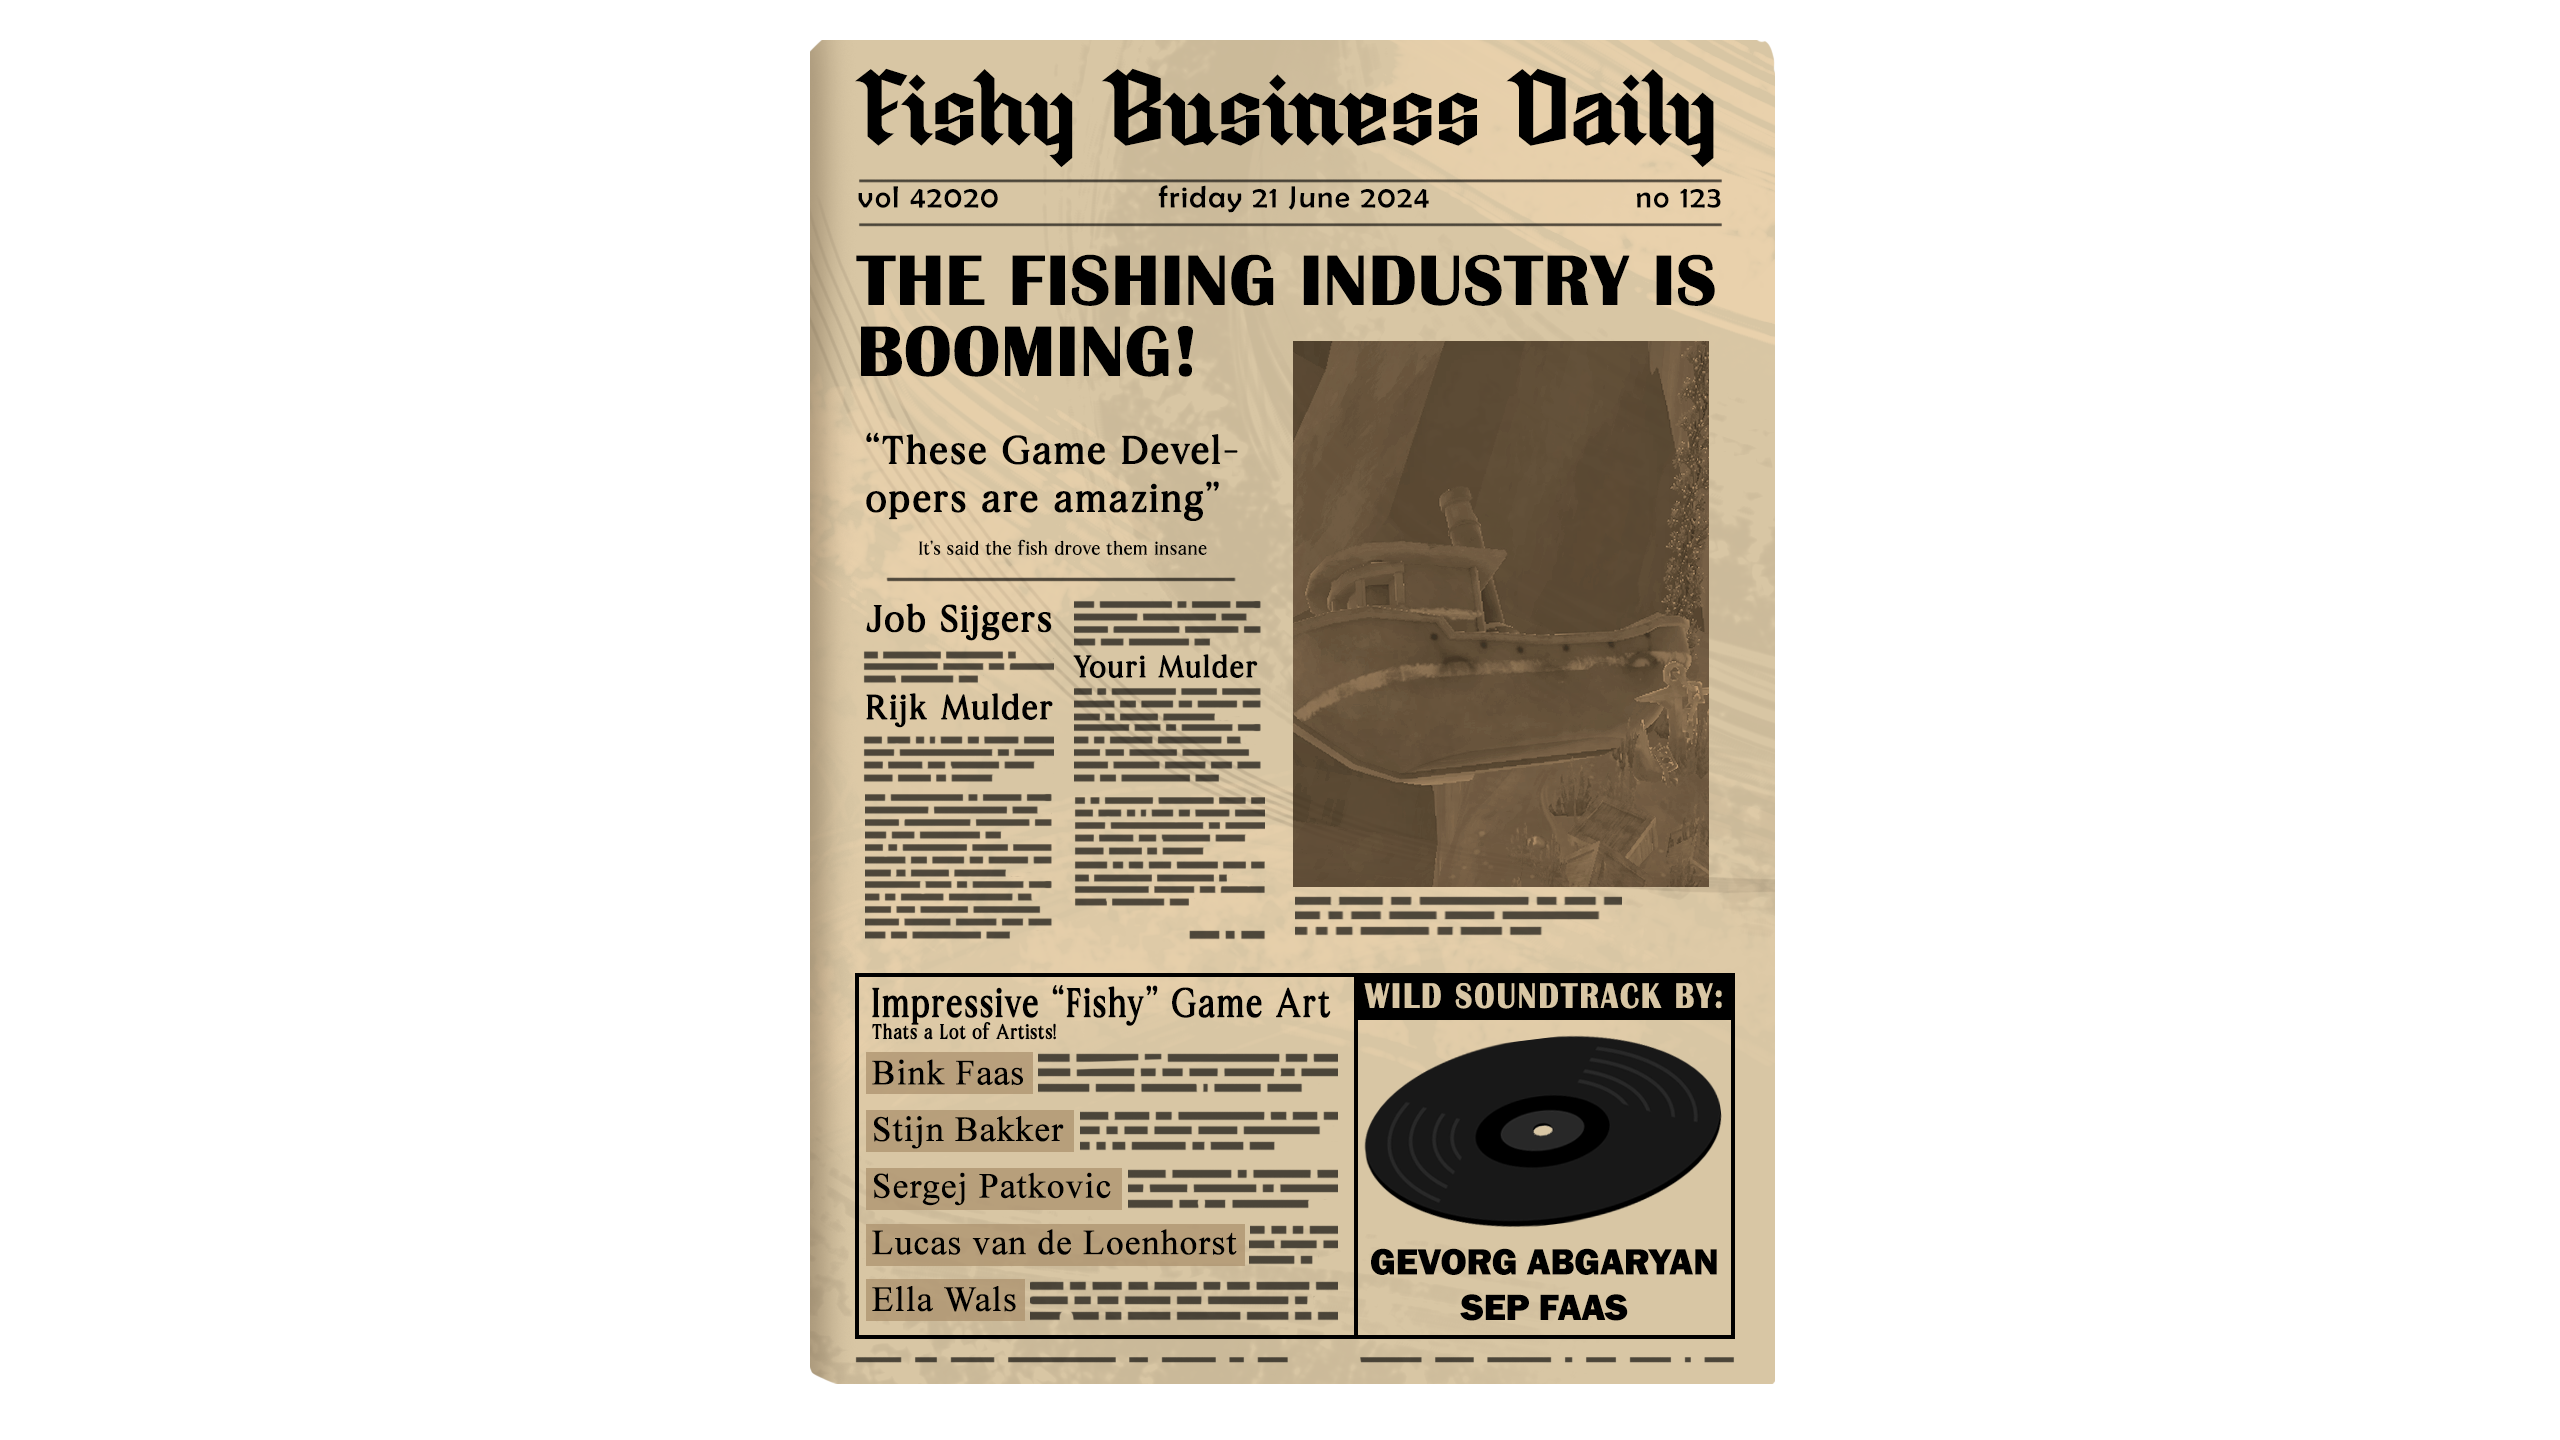 Fishy Business Daily
vol 42020 friday 21 June 2024 no 123
THE FISHING INDUSTRY IS
BOOMING!
“These Game Devel-
opers are amazing”
It's said the fish drove them insane
Job Sijgers
Rijk Mulder
Youri Mulder
Impressive “Fishy” Game Art
Thats a Lot of Artists!
Bink Faas
Stijn Bakker
Sergej Patkovic
Lucas van de Loenhorst
Ella Wals
WILD SOUNDTRACK BY:
GEVORG ABGARYAN
SEP FAAS